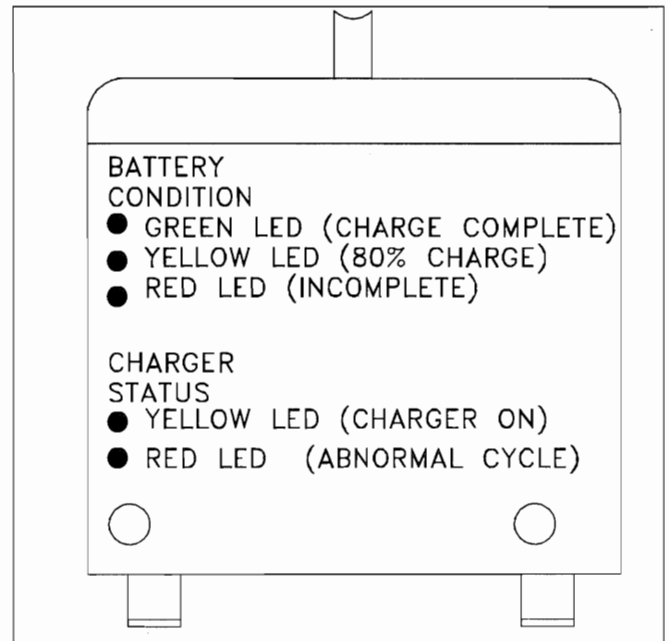 BATTERY
CONDITION
GREEN LED (CHARGE COMPLETE)
YELLOW LED (80% CHARGE)
RED LED (INCOMPLETE)
CHARGER
STATUS
YELLOW LED (CHARGER ON)
RED LED (ABNORMAL CYCLE)